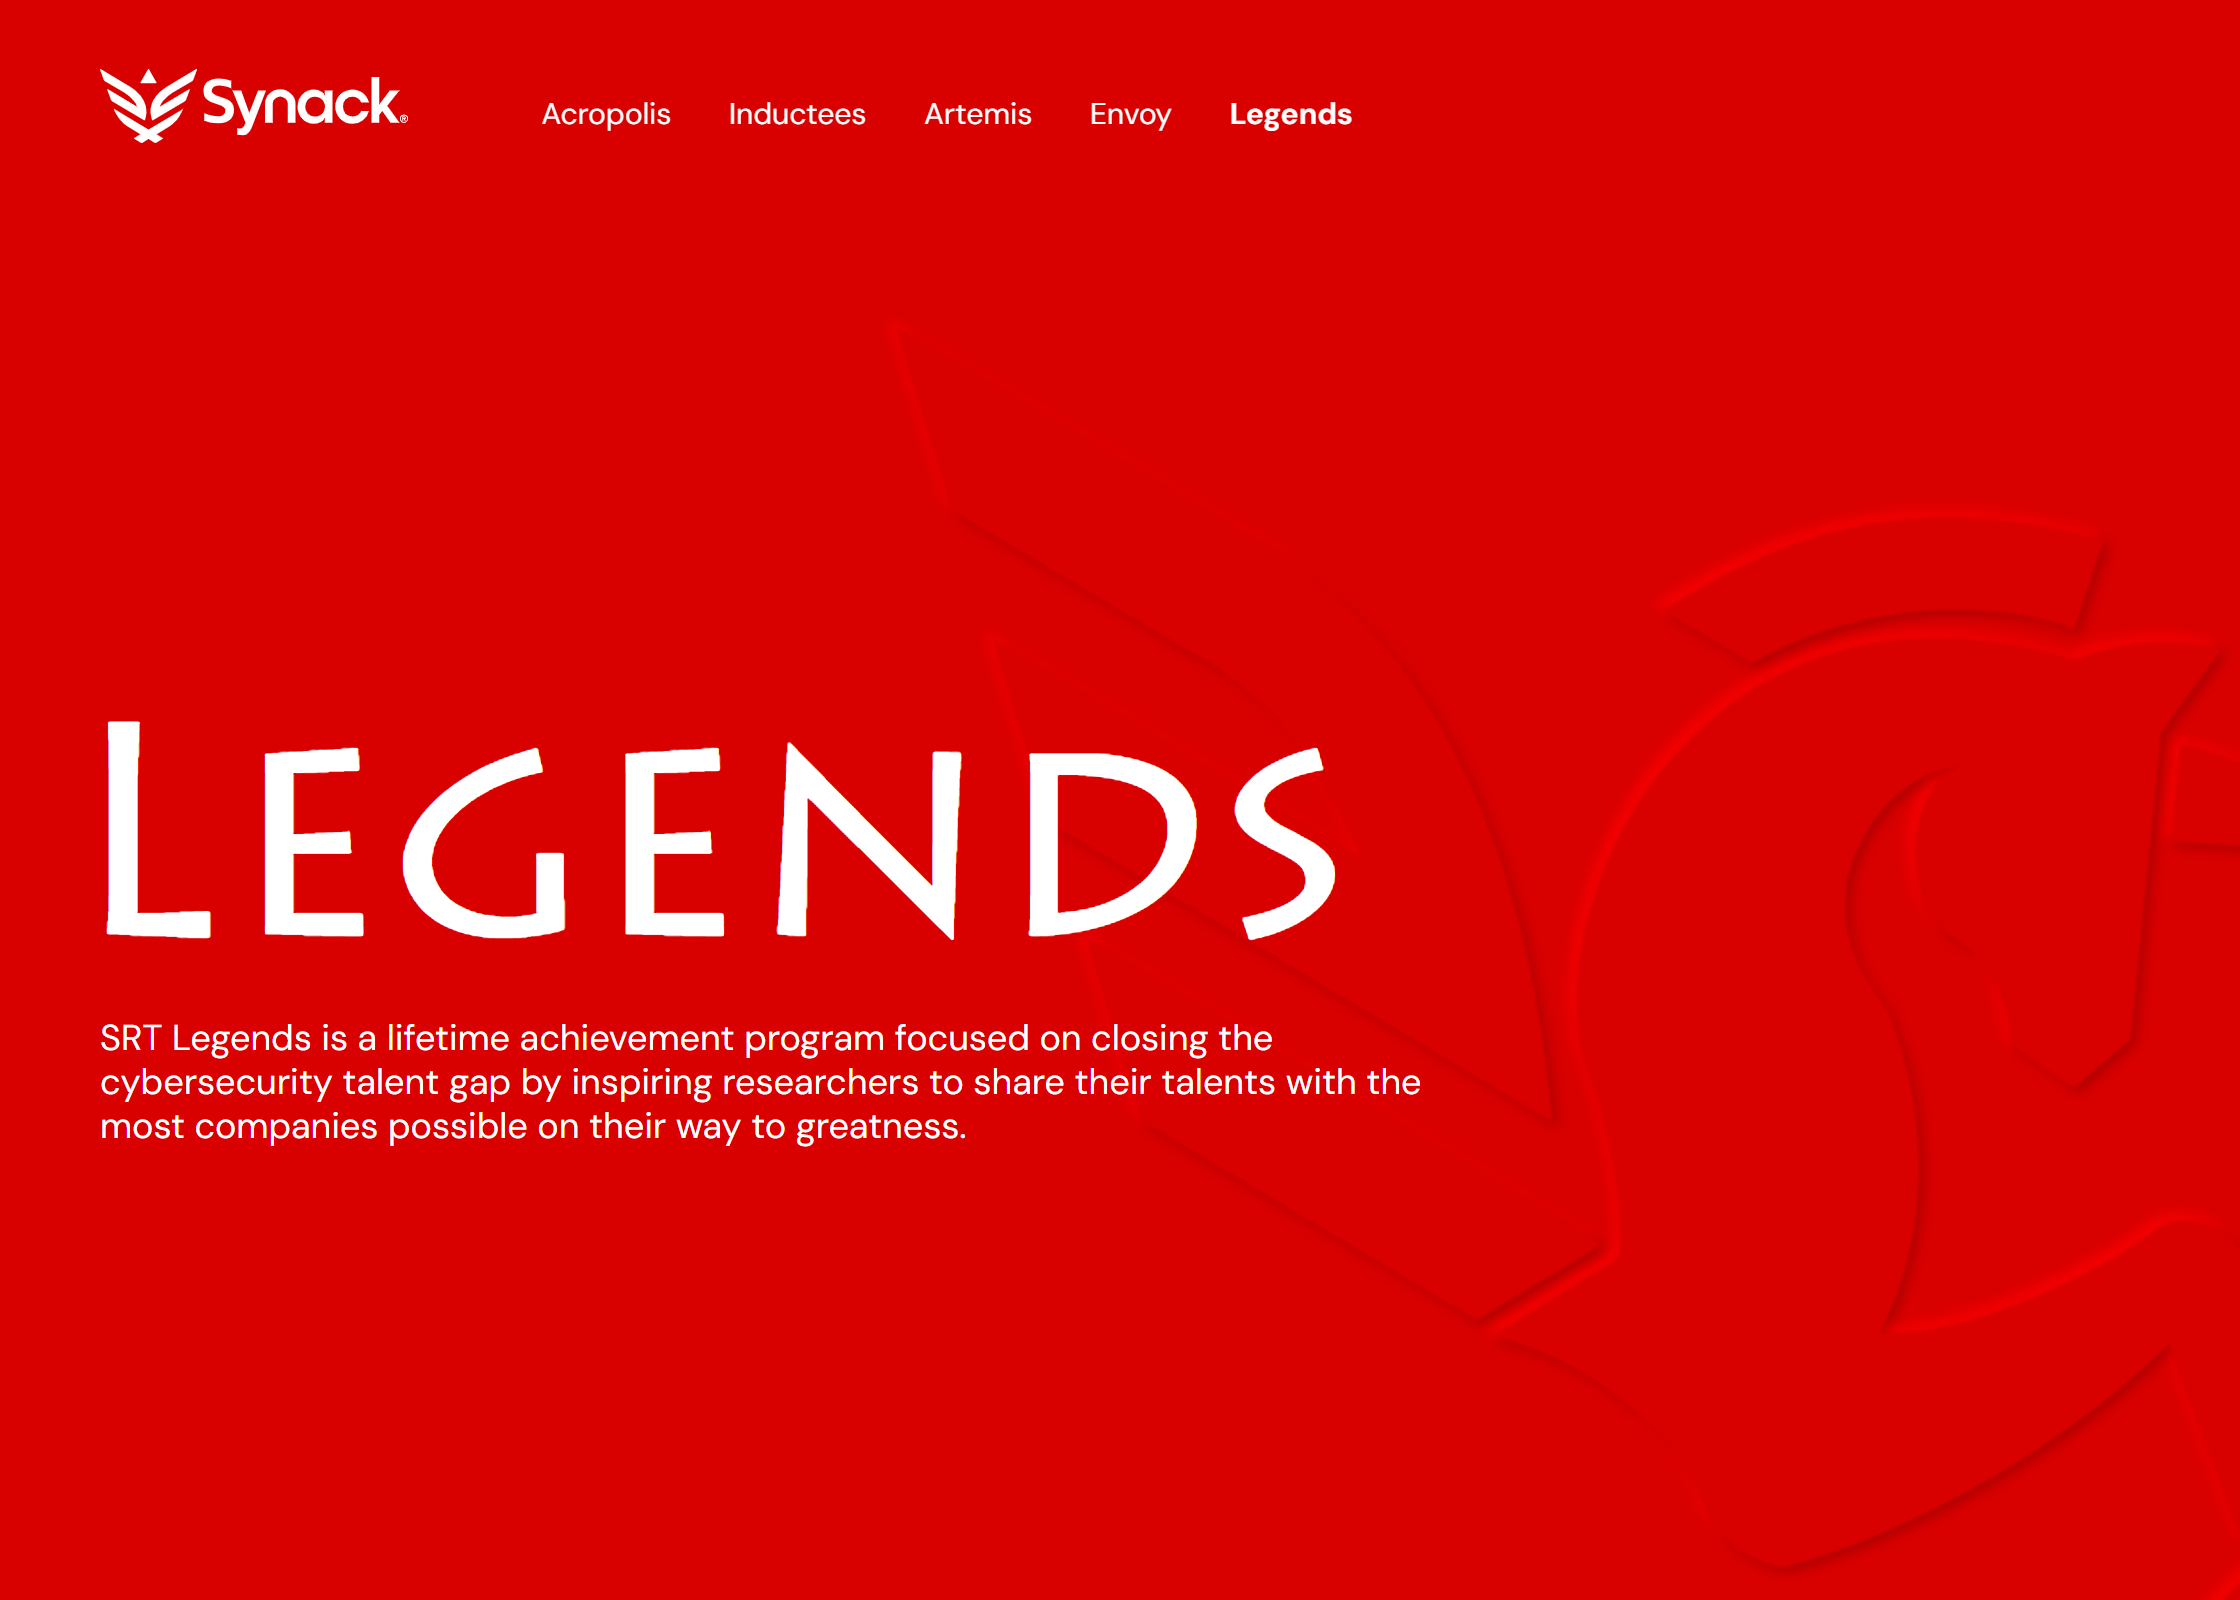 Synack®
Acropolis Inductees Artemis Envoy Legends
LEGENDS
SRT Legends is a lifetime achievement program focused on closing the
cybersecurity talent gap by inspiring researchers to share their talents with the
most companies possible on their way to greatness.